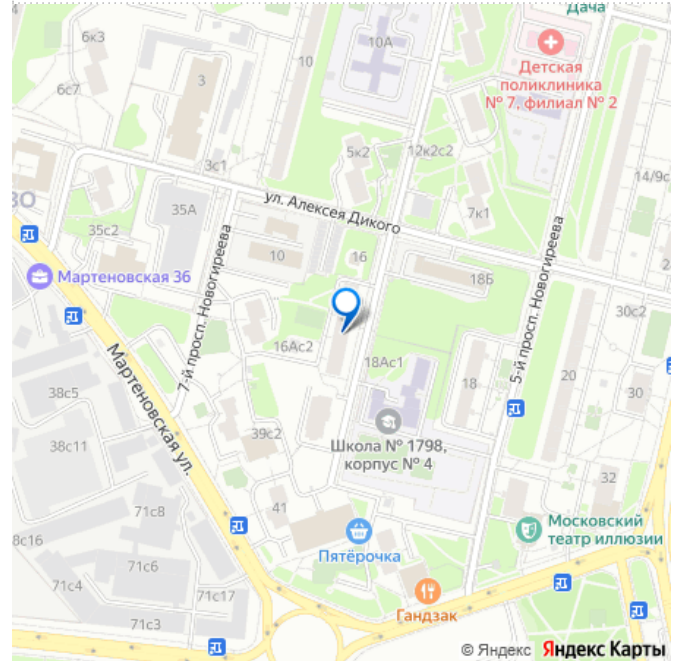 Дача
6к3
10
10А
Детская
поликлиника
№ 7, филиал № 2
6с7
3
5к2
12к2с2
3с1
14/9с
ул. Алексея Дикого
7к1
ВО
35А
35с2
7-й просп. Новогиреева
10
16
5-й просп. Новогиреева
Мартеновская 36
18Б
30с2
16Ас2
18Ас1
Мартеновская ул.
18
20
30
38с5
39с2
Школа № 1798,
корпус № 4
38с11
32
41
71с8
Московский
театр иллюзии
8с16
Пятёрочка
71с6
71с4
71с17
Гандзак
71с3
© Яндекс Яндекс Карты